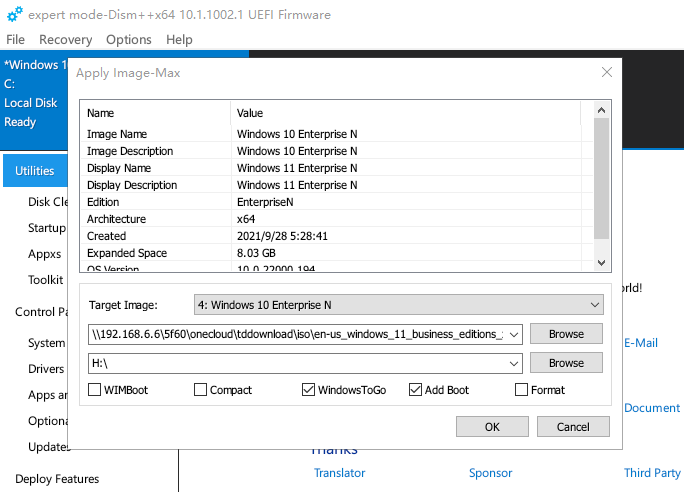 expert mode-Dism++x64 10.1.1002.1 UEFI Firmware
File Recovery Options Help
*Windows 10
C:
Local Disk
Ready
Apply Image-Max
Name Value
Image Name Windows 10 Enterprise N
Image Description Windows 10 Enterprise N
Display Name Windows 11 Enterprise N
Display Description Windows 11 Enterprise N
Edition EnterpriseN
Architecture x64
Created 2021/9/28 5:28:41
Expanded Space 8.03 GB
OS Version 10.0.22000.194
Target Image: 4: Windows 10 Enterprise N
\\192.168.6.6\5f60\onecloud\tddownload\iso\en-us_windows_11_business_editions_ Browse
H:\ Browse
WIMBoot Compact WindowsToGo Add Boot Format
OK Cancel
Utilities
Disk Cle
Startup
Appxs
Toolkit
Control Pa
System
Drivers
Apps an
Optiona
Updates
Deploy Features
orld!
E-Mail
Document
Thanks
Translator Sponsor Third Party